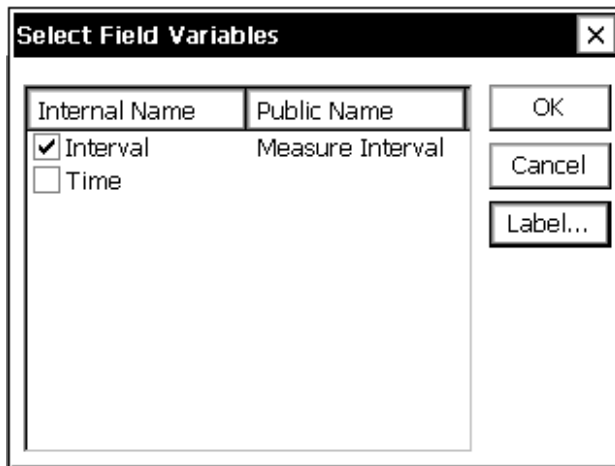 Select Field Variables
Internal Name Public Name
Interval Measure Interval
Time
OK
Cancel
Label...